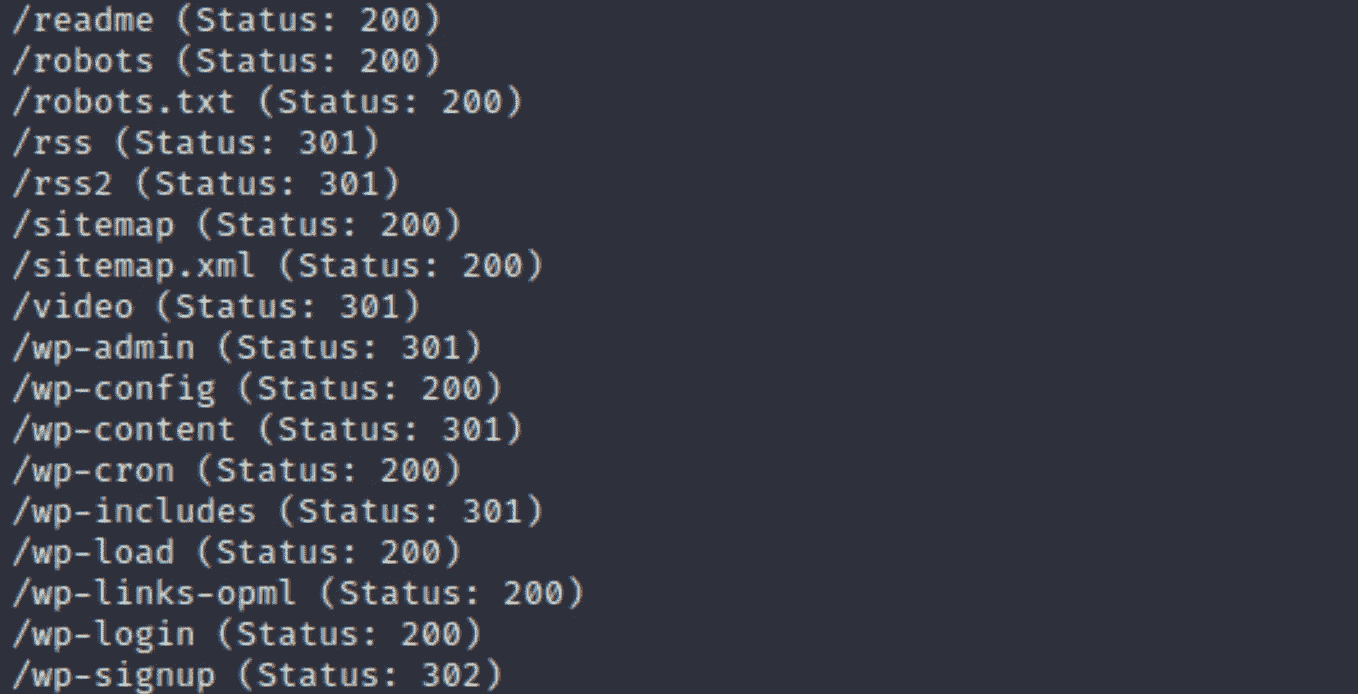 /readme (Status: 200)
/robots (Status: 200)
/robots.txt (Status: 200)
/rss (Status: 301)
/rss2 (Status: 301)
/sitemap (Status: 200)
/sitemap.xml (Status: 200)
/video (Status: 301)
/wp-admin (Status: 301)
/wp-config (Status: 200)
/wp-content (Status: 301)
/wp-cron (Status: 200)
/wp-includes (Status: 301)
/wp-load (Status: 200)
/wp-links-opml (Status: 200)
/wp-login (Status: 200)
/wp-signup (Status: 302)